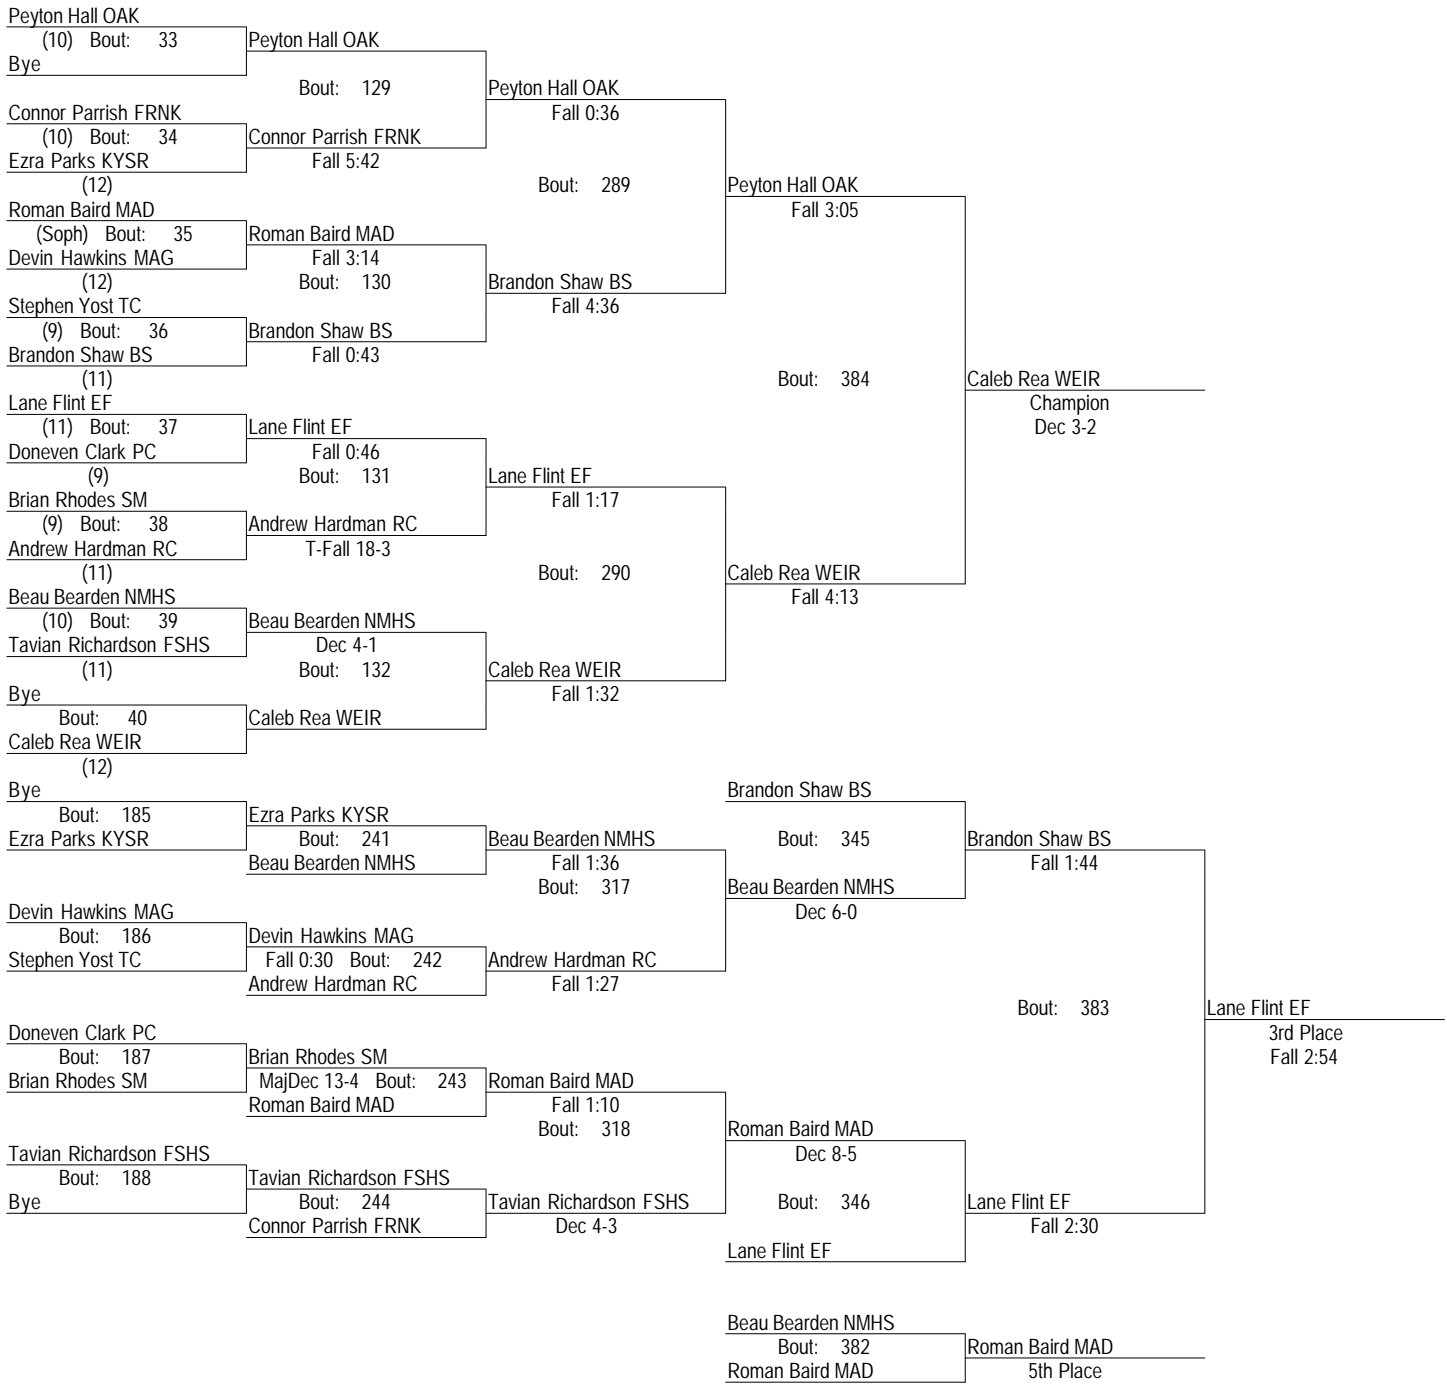 Peyton Hall OAK
(10) Bout: 33
Peyton Hall OAK
Bye
Bout: 129
Peyton Hall OAK
Connor Parrish FRNK
Fall 0:36
(10) Bout: 34
Connor Parrish FRNK
Ezra Parks KYSR
Fall 5:42
(12)
Bout: 289
Peyton Hall OAK
Roman Baird MAD
Fall 3:05
(Soph) Bout: 35
Roman Baird MAD
Devin Hawkins MAG
Fall 3:14
(12)
Bout: 130
Brandon Shaw BS
Stephen Yost TC
Fall 4:36
(9) Bout: 36
Brandon Shaw BS
Brandon Shaw BS
Fall 0:43
(11)
Bout: 384
Caleb Rea WEIR
Lane Flint EF
Champion
(11) Bout: 37
Lane Flint EF
Dec 3-2
Doneven Clark PC
Fall 0:46
(9)
Bout: 131
Lane Flint EF
Brian Rhodes SM
Fall 1:17
(9) Bout: 38
Andrew Hardman RC
Andrew Hardman RC
T-Fall 18-3
(11)
Bout: 290
Caleb Rea WEIR
Beau Bearden NMHS
Fall 4:13
(10) Bout: 39
Beau Bearden NMHS
Tavian Richardson FSHS
Dec 4-1
(11)
Bout: 132
Caleb Rea WEIR
Bye
Fall 1:32
Bout: 40
Caleb Rea WEIR
Caleb Rea WEIR
(12)
Bye
Brandon Shaw BS
Bout: 185
Ezra Parks KYSR
Ezra Parks KYSR
Bout: 241
Beau Bearden NMHS
Bout: 345
Brandon Shaw BS
Beau Bearden NMHS
Fall 1:36
Fall 1:44
Bout: 317
Beau Bearden NMHS
Devin Hawkins MAG
Dec 6-0
Bout: 186
Devin Hawkins MAG
Stephen Yost TC
Fall 0:30 Bout: 242
Andrew Hardman RC
Andrew Hardman RC
Fall 1:27
Bout: 383
Lane Flint EF
Doneven Clark PC
3rd Place
Bout: 187
Brian Rhodes SM
Fall 2:54
Brian Rhodes SM
MajDec 13-4 Bout: 243
Roman Baird MAD
Roman Baird MAD
Fall 1:10
Bout: 318
Roman Baird MAD
Tavian Richardson FSHS
Dec 8-5
Bout: 188
Tavian Richardson FSHS
Bye
Bout: 244
Tavian Richardson FSHS
Bout: 346
Lane Flint EF
Connor Parrish FRNK
Dec 4-3
Fall 2:30
Lane Flint EF
Beau Bearden NMHS
Bout: 382
Roman Baird MAD
Roman Baird MAD
5th Place